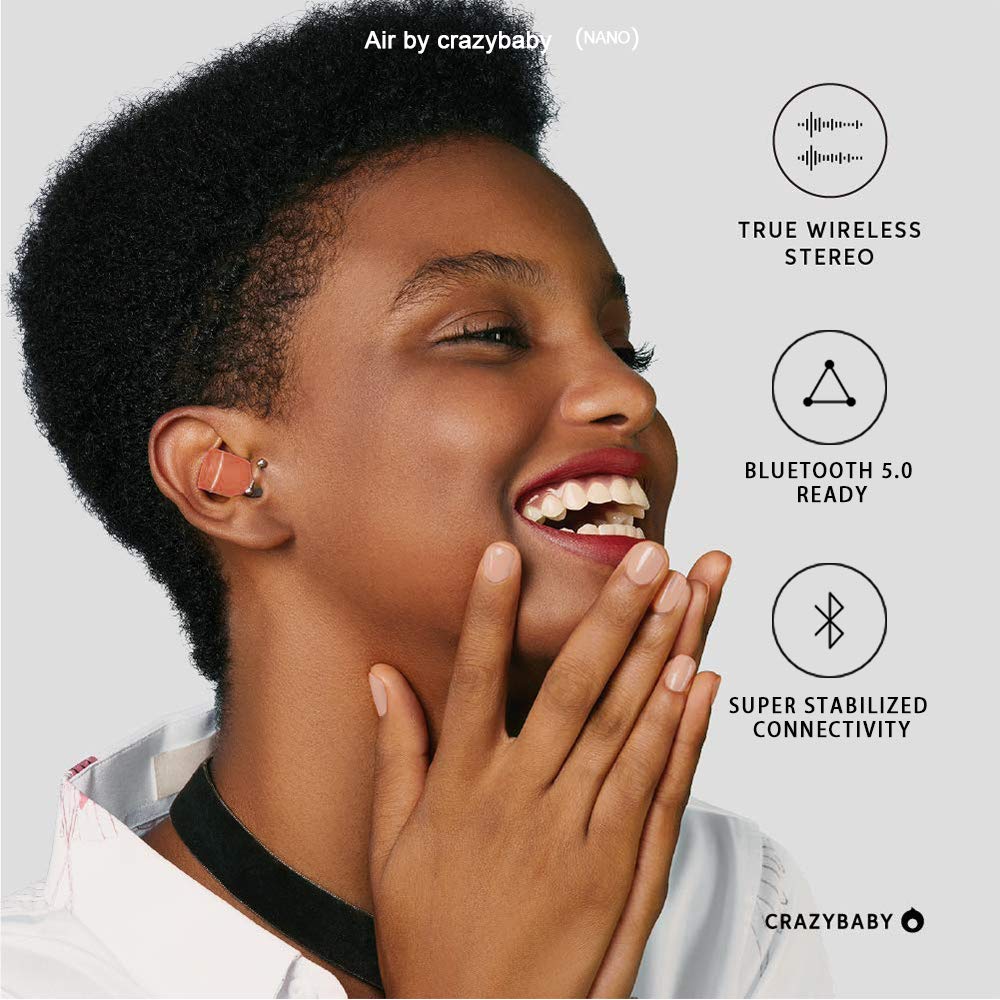 Air by crazybaby (NANO)
TRUE WIRELESS
STEREO
BLUETOOTH 5.0
READY
SUPER STABILIZED
CONNECTIVITY
CRAZYBABY